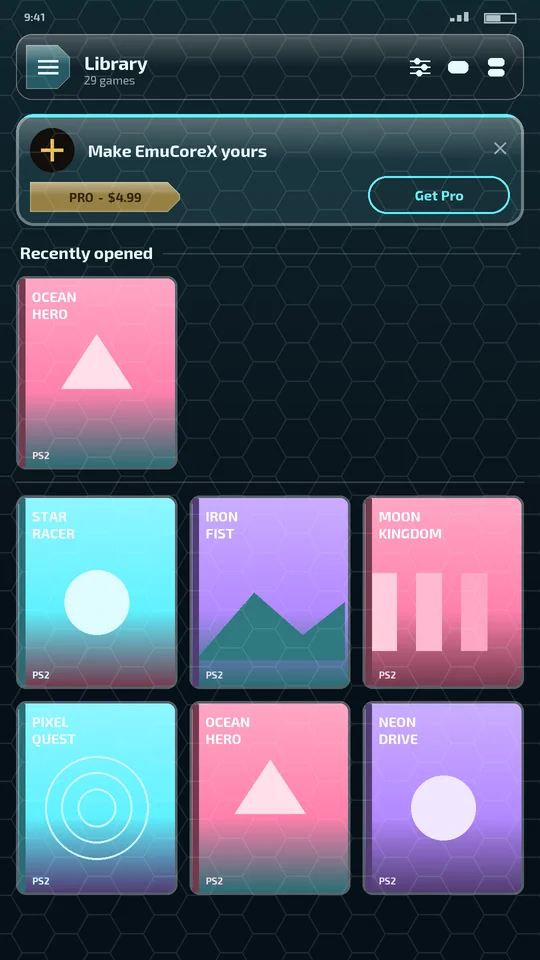 9:41
Library
29 games
Make EmuCoreX yours
PRO - $4.99
Get Pro
Recently opened
OCEAN
HERO
PS2
STAR
RACER
PS2
IRON
FIST
PS2
MOON
KINGDOM
PS2
PIXEL
QUEST
PS2
OCEAN
HERO
PS2
NEON
DRIVE
PS2